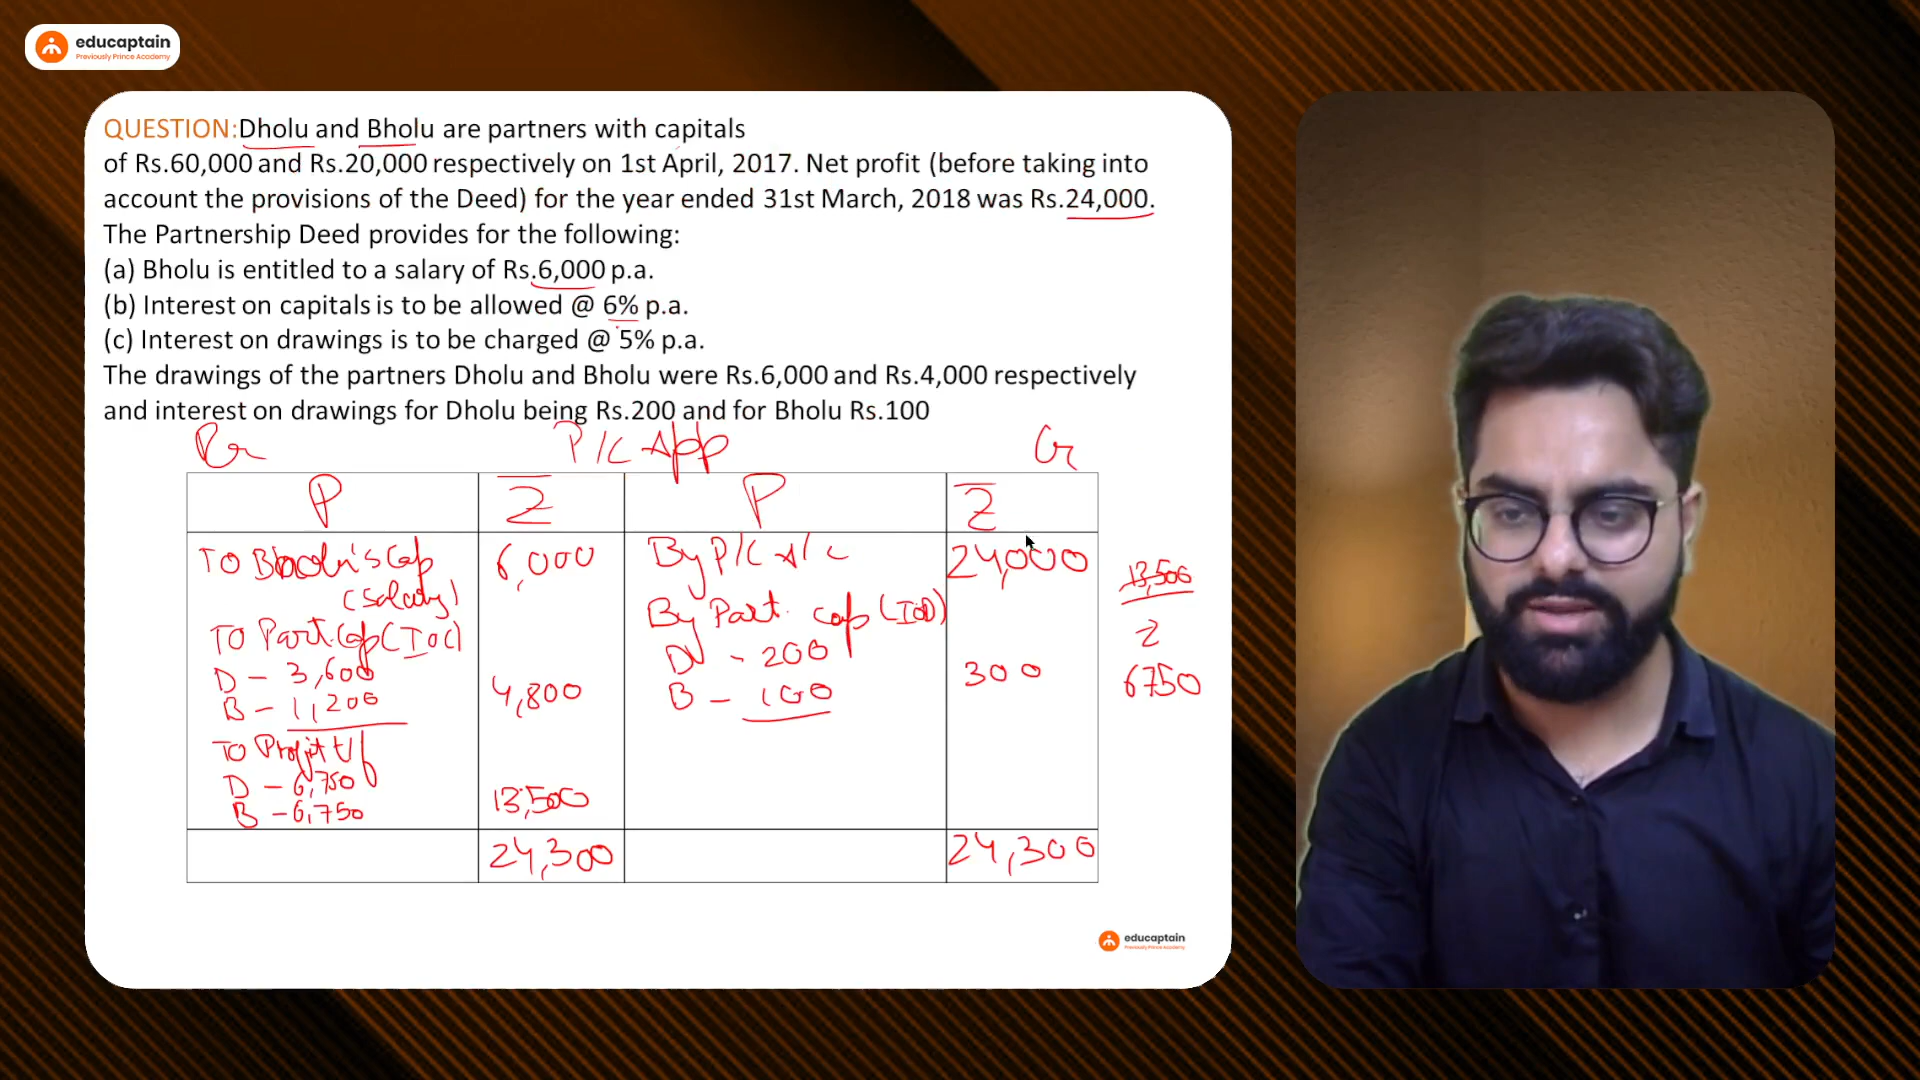 educaptain
Previously Prince Academy
QUESTION:Dholu and Bholu are partners with capitals
of Rs.60,000 and Rs.20,000 respectively on 1st April, 2017. Net profit (before taking into
account the provisions of the Deed) for the year ended 31st March, 2018 was Rs.24,000.
The Partnership Deed provides for the following:
(a) Bholu is entitled to a salary of Rs.6,000 p.a.
(b) Interest on capitals is to be allowed @ 6% p.a.
(c) Interest on drawings is to be charged @ 5% p.a.
The drawings of the partners Dholu and Bholu were Rs.6,000 and Rs.4,000 respectively
and interest on drawings for Dholu being Rs.200 and for Bholu Rs.100
Dr P/L App Cr
P ₹ P ₹
To Bholu's Cap 6,000 By P/L A/c 24,000
(Salary)
13,500
2
6750
By Part. cap (IOD)
To Part. Cap (IOC)
D - 200
D - 3,600 300
B - 100
B - 1,200 4,800
To Profit t/f
D - 6,750
B - 6,750 13,500
24,300 24,300
educaptain
Previously Prince Academy